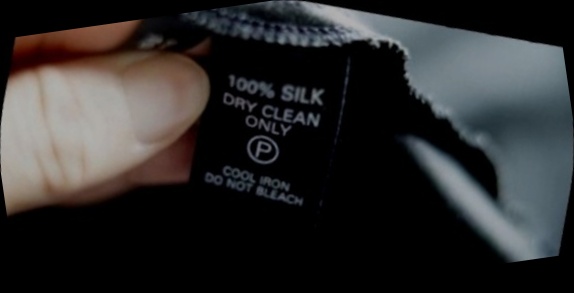 100% SILK
DRY CLEAN
ONLY
P
COOL IRON
DO NOT BLEACH